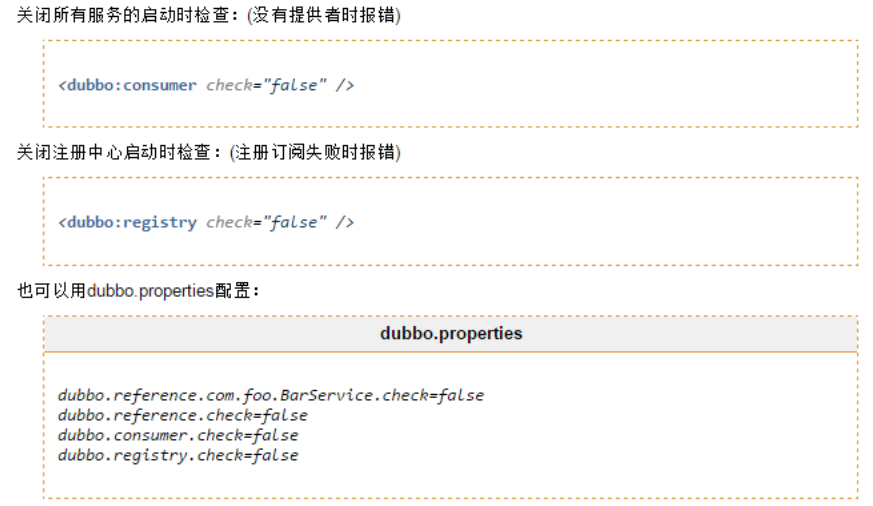 关闭所有服务的启动时检查：(没有提供者时报错)
<dubbo:consumer check="false" />
关闭注册中心启动时检查：(注册订阅失败时报错)
<dubbo:registry check="false" />
也可以用dubbo.properties配置：
dubbo.properties
dubbo.reference.com.foo.BarService.check=false
dubbo.reference.check=false
dubbo.consumer.check=false
dubbo.registry.check=false